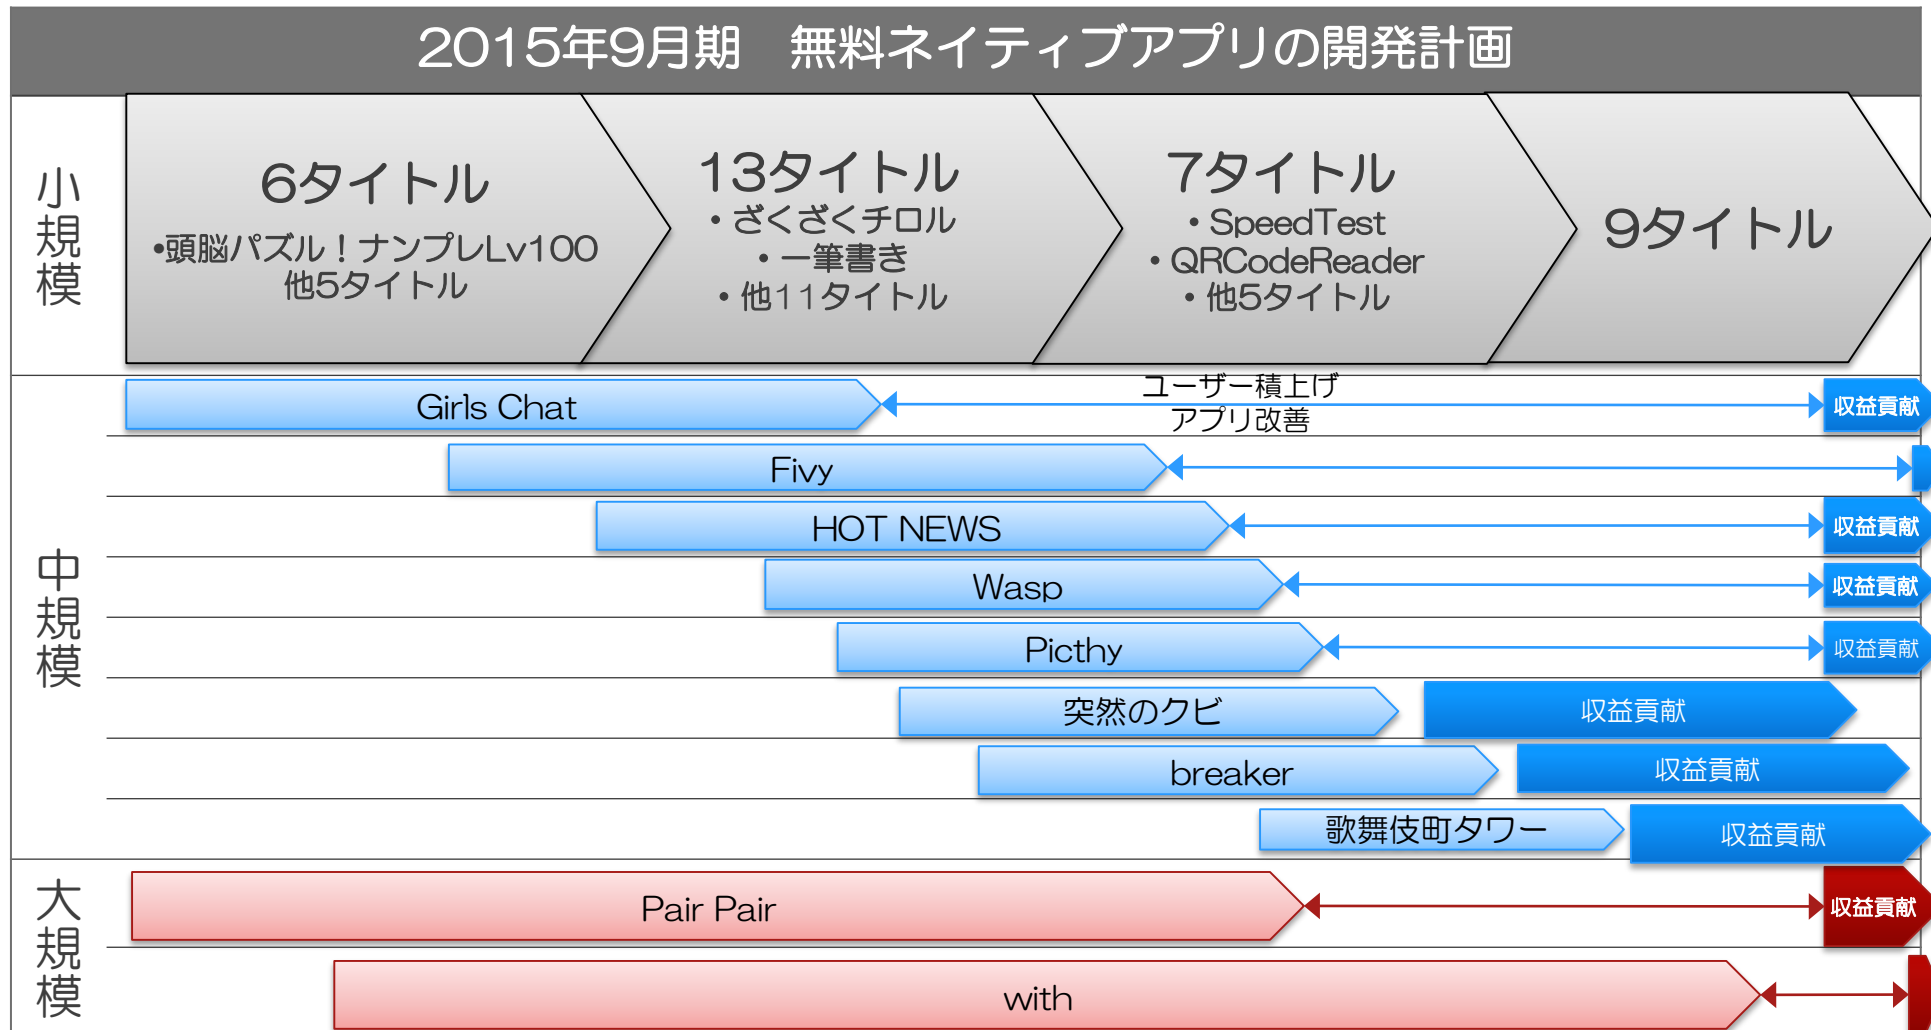 2015年9月期　無料ネイティブアプリの開発計画
小規模
6タイトル
•頭脳パズル！ナンプレLv100
他5タイトル
13タイトル
• ざくざくチロル
• 一筆書き
• 他11タイトル
7タイトル
• SpeedTest
• QRCodeReader
• 他5タイトル
9タイトル
中規模
Girls Chat
ユーザー積上げ
アプリ改善
収益貢献
Fivy
HOT NEWS
収益貢献
Wasp
収益貢献
Picthy
収益貢献
突然のクビ
収益貢献
breaker
収益貢献
歌舞伎町タワー
収益貢献
大規模
Pair Pair
収益貢献
with